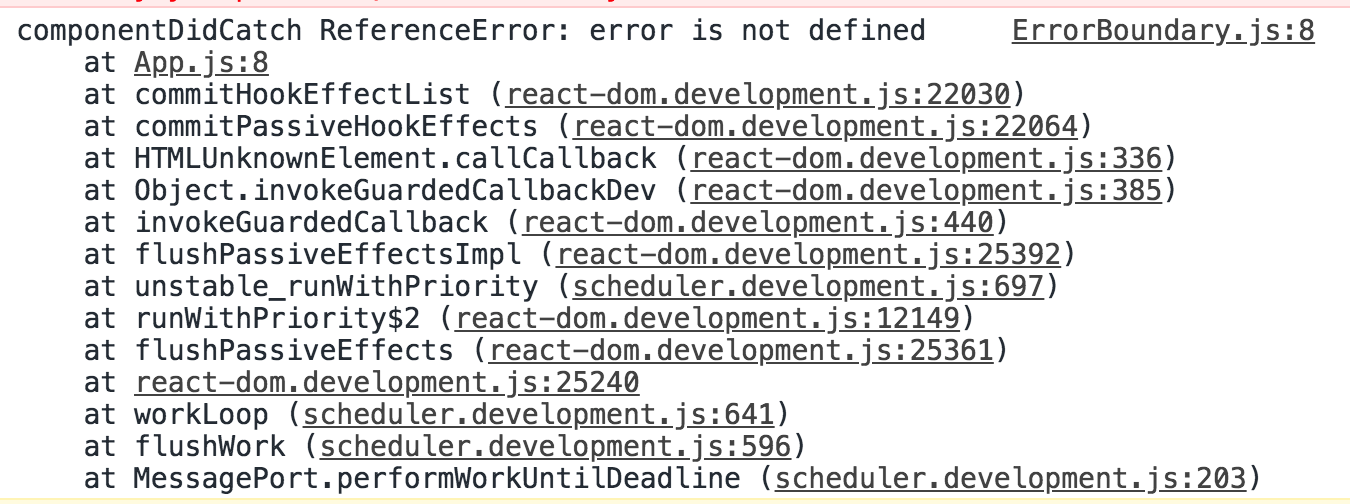 componentDidCatch ReferenceError: error is not defined ErrorBoundary.js:8
at App.js:8
at commitHookEffectList (react-dom.development.js:22030)
at commitPassiveHookEffects (react-dom.development.js:22064)
at HTMLUnknownElement.callCallback (react-dom.development.js:336)
at Object.invokeGuardedCallbackDev (react-dom.development.js:385)
at invokeGuardedCallback (react-dom.development.js:440)
at flushPassiveEffectsImpl (react-dom.development.js:25392)
at unstable_runWithPriority (scheduler.development.js:697)
at runWithPriority$2 (react-dom.development.js:12149)
at flushPassiveEffects (react-dom.development.js:25361)
at react-dom.development.js:25240
at workLoop (scheduler.development.js:641)
at flushWork (scheduler.development.js:596)
at MessagePort.performWorkUntilDeadline (scheduler.development.js:203)